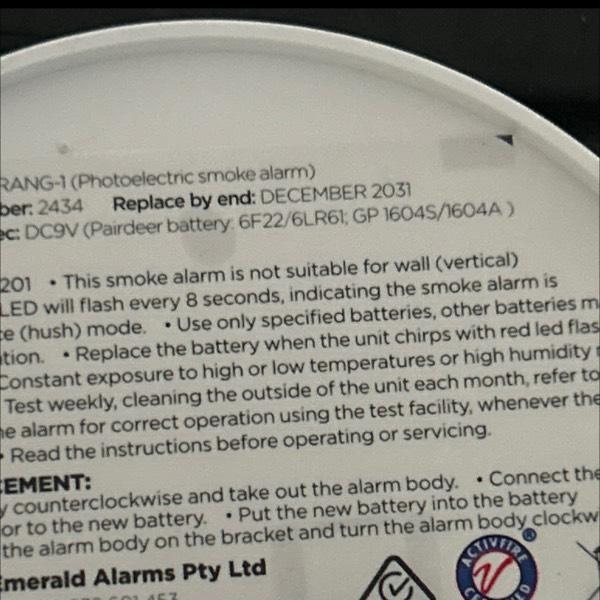 RANG-1 (Photoelectric smoke alarm)
ber: 2434 Replace by end: DECEMBER 2031
ec: DC9V (Pairdeer battery: 6F22/6LR61; GP 1604S/1604A )
201 • This smoke alarm is not suitable for wall (vertical)
LED will flash every 8 seconds, indicating the smoke alarm is
ce (hush) mode. • Use only specified batteries, other batteries m
ation. • Replace the battery when the unit chirps with red led flas
Constant exposure to high or low temperatures or high humidity
Test weekly, cleaning the outside of the unit each month, refer to
he alarm for correct operation using the test facility, whenever the
• Read the instructions before operating or servicing.
CEMENT:
y counterclockwise and take out the alarm body. • Connect the
or to the new battery. • Put the new battery into the battery
the alarm body on the bracket and turn the alarm body clockw
Emerald Alarms Pty Ltd
ACTIVFIRE ®